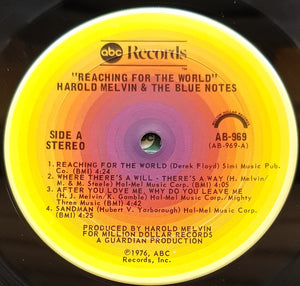 abc Records
"REACHING FOR THE WORLD"
HAROLD MELVIN & THE BLUE NOTES
SIDE A
STEREO
AB-969
(AB-969-A)
1. REACHING FOR THE WORLD (Derek Floyd) Simi Music Pub.
Co. (BMI) 4:24
2. WHERE THERE'S A WILL - THERE'S A WAY (H. Melvin/
M. & M. Steele) Hal-Mel Music Corp. (BMI) 4:05
3. AFTER YOU LOVE ME, WHY DO YOU LEAVE ME
(H. J. Melvin/K. Gamble) Hal-Mel Music Corp./Mighty
Three Music (BMI) 4:42
4. SANDMAN (Hubert V. Yarborough) Hal-Mel Music Corp.
(BMI) 4:45
PRODUCED BY HAROLD MELVIN
FOR MILLION DOLLAR RECORDS
A GUARDIAN PRODUCTION
©1976, ABC
Records, Inc.